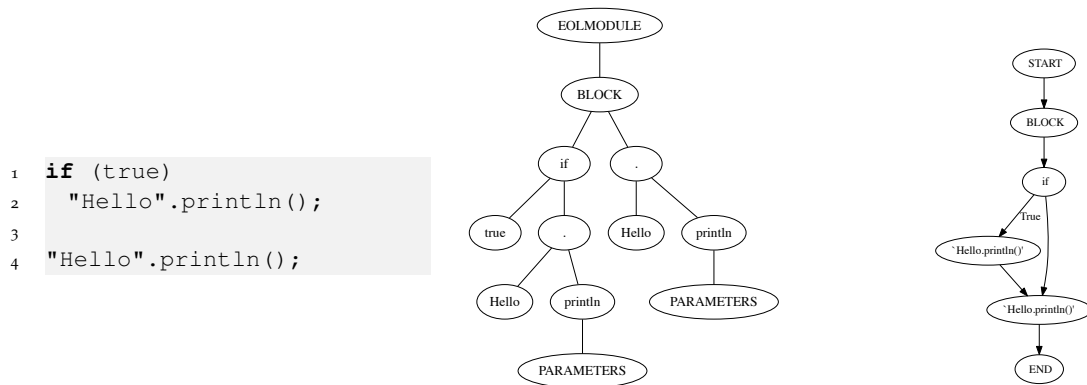 1 if (true)
2 "Hello".println();
3
4 "Hello".println();
EOLMODULE
BLOCK
if .
true . Hello println
Hello println PARAMETERS
PARAMETERS
START
BLOCK
if
True
`Hello.println()'
`Hello.println()'
END